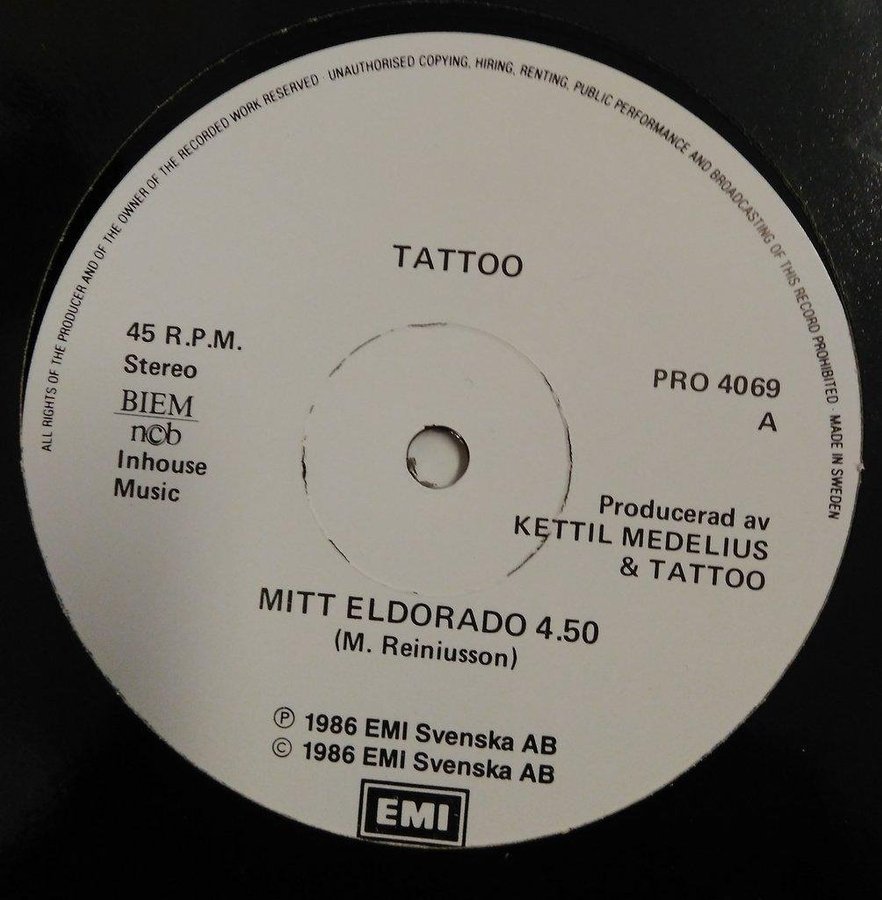 ALL RIGHTS OF THE PRODUCER AND OF THE OWNER OF THE RECORDED WORK RESERVED · UNAUTHORISED COPYING, HIRING, RENTING, PUBLIC PERFORMANCE AND BROADCASTING OF THIS RECORD PROHIBITED · MADE IN SWEDEN
TATTOO
45 R.P.M.
Stereo
BIEM
n©b
Inhouse
Music
PRO 4069
A
Producerad av
KETTIL MEDELIUS
& TATTOO
MITT ELDORADO 4.50
(M. Reiniusson)
Ⓟ 1986 EMI Svenska AB
© 1986 EMI Svenska AB
EMI